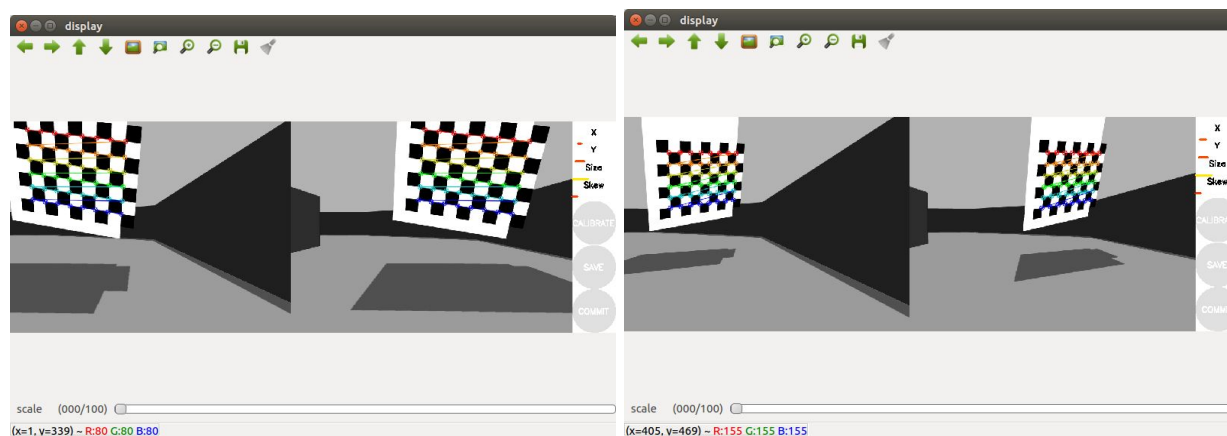 display
X
Y
Size
Skew
CALIBRATE
SAVE
COMMIT
scale (000/100)
(x=1, y=339) ~ R:80 G:80 B:80
display
X
Y
Size
Skew
CALIBRA
SAVE
COMM
scale (000/100)
(x=405, y=469) ~ R:155 G:155 B:155